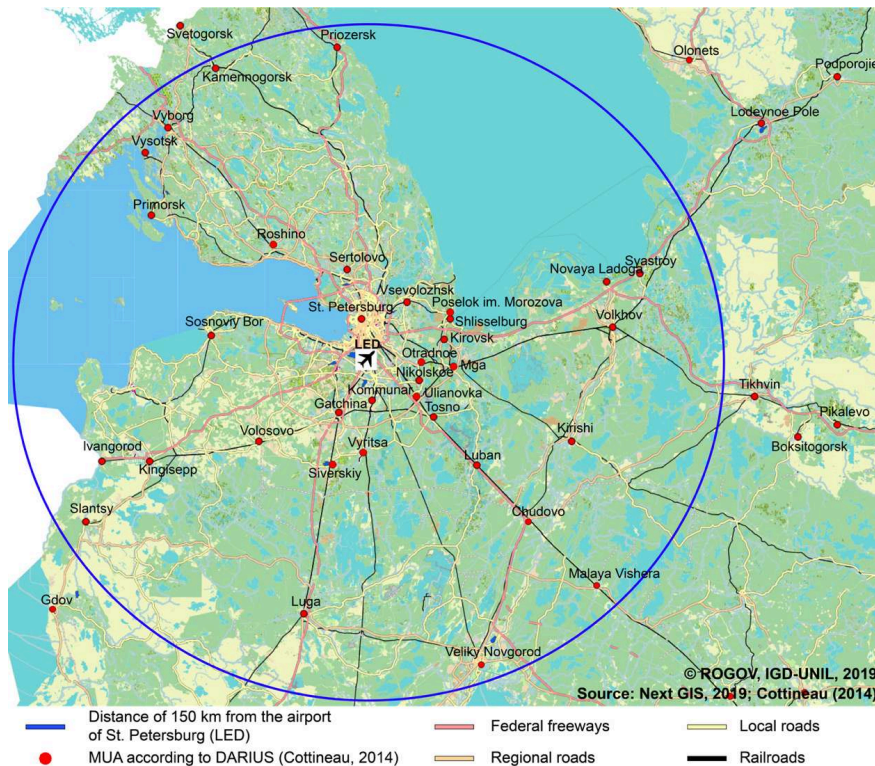 Svetogorsk
Priozersk
Olonets
Kamennogorsk
Podporojie
Vyborg
Lodeynoe Pole
Vysotsk
Primorsk
Roshino
Sertolovo
Syastroy
Novaya Ladoga
Vsevolozhsk
St. Petersburg
Poselok im. Morozova
Shlisselburg
Volkhov
Sosnoviy Bor
Kirovsk
LED
Otradnoe
Mga
Nikolskoe
Kommunar
Ulianovka
Tikhvin
Gatchina
Tosno
Pikalevo
Volosovo
Kirishi
Boksitogorsk
Vyritsa
Ivangorod
Luban
Kingisepp
Siverskiy
Slantsy
Chudovo
Malaya Vishera
Gdov
Luga
Veliky Novgorod
© ROGOV, IGD-UNIL, 2019
Source: Next GIS, 2019; Cottineau (2014)
Distance of 150 km from the airport
of St. Petersburg (LED)
Federal freeways
Local roads
MUA according to DARIUS (Cottineau, 2014)
Regional roads
Railroads